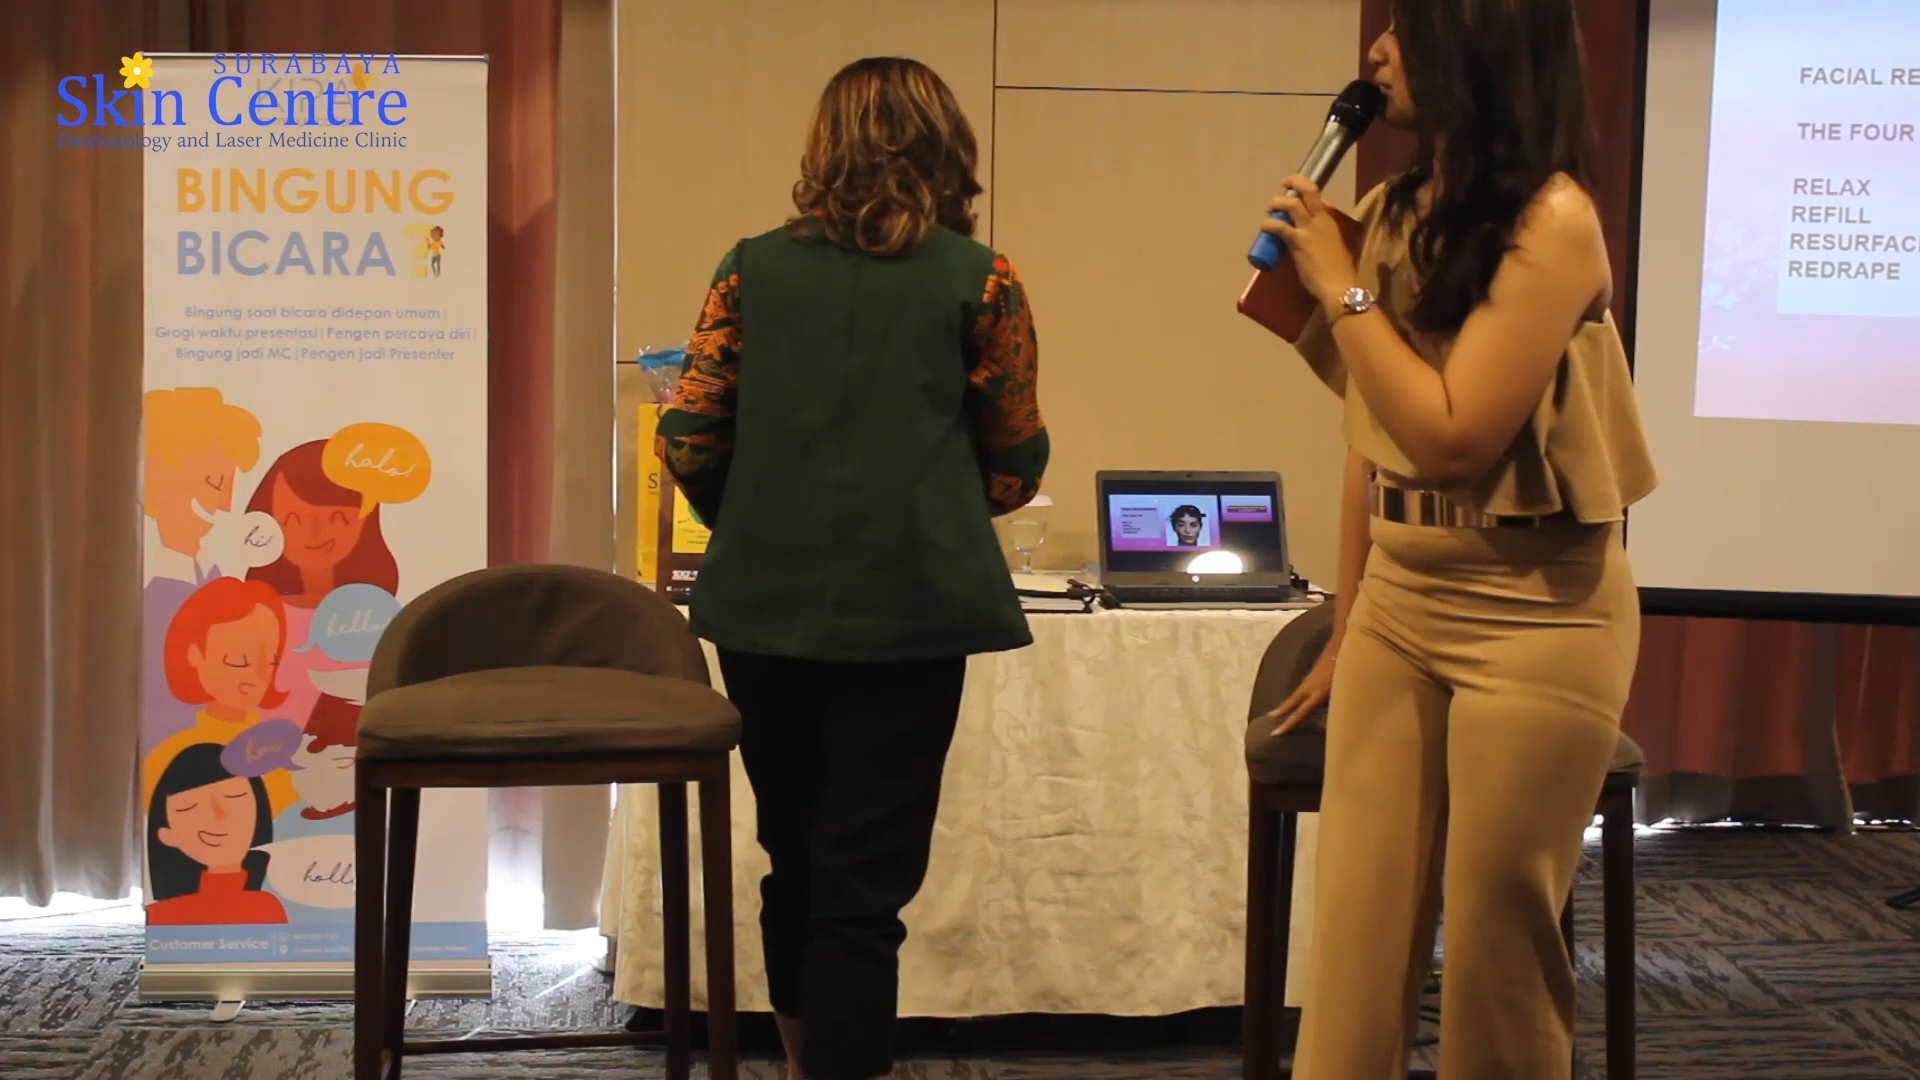 SURABAYA
Skin Centre
Dermatology and Laser Medicine Clinic
BINGUNG
BICARA
Bingung saat bicara didepan umum |
Grogi waktu presentasi | Pengen percaya diri |
Bingung jadi MC | Pengen jadi Presenter
halo!
hi!
hello
hai
Customer Service
FACIAL RE
THE FOUR
RELAX
REFILL
RESURFAC
REDRAPE